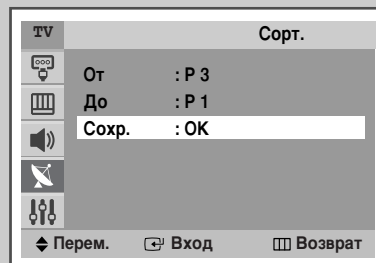 TV Сорт.
От : P 3
До : P 1
Сохр. : OK
Перем. Вход Возврат